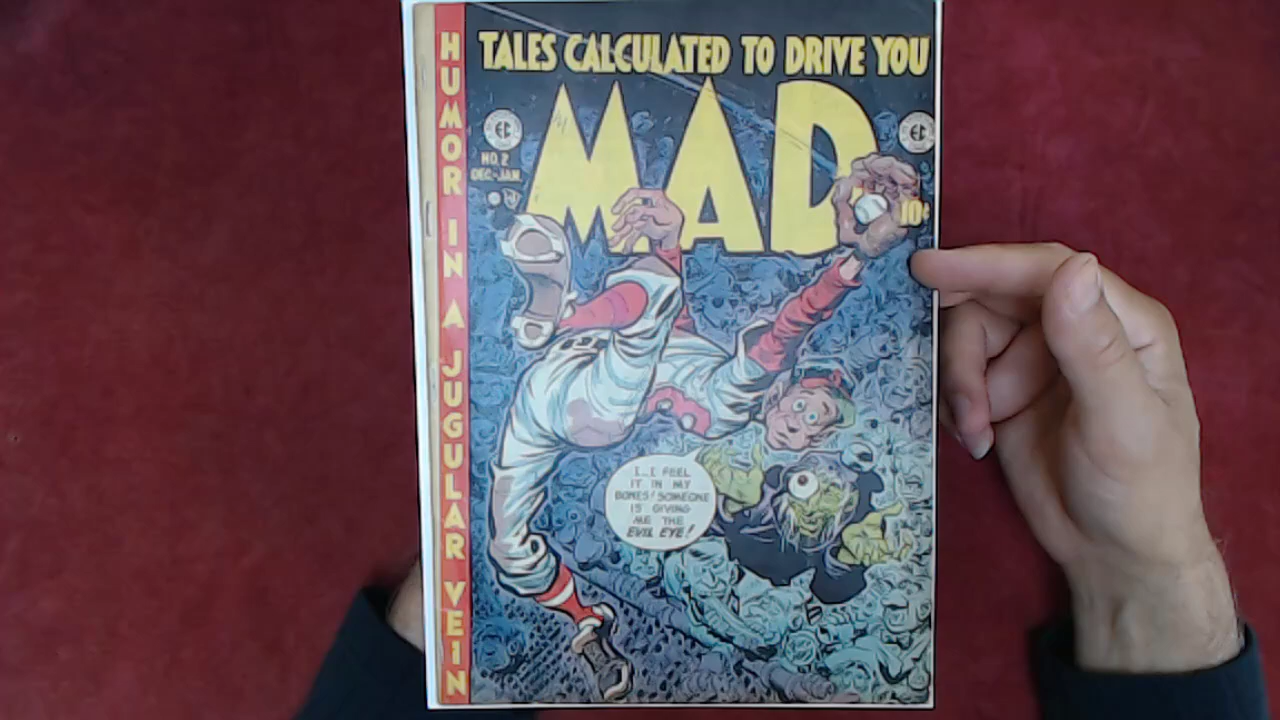 TALES CALCULATED TO DRIVE YOU
MAD
HUMOR IN A JUGULAR VEIN
EC
EC
NO. 2
DEC.-JAN.
10¢
I...I FEEL
IT IN MY
BONES! SOMEONE
IS GIVING
ME THE
EVIL EYE!